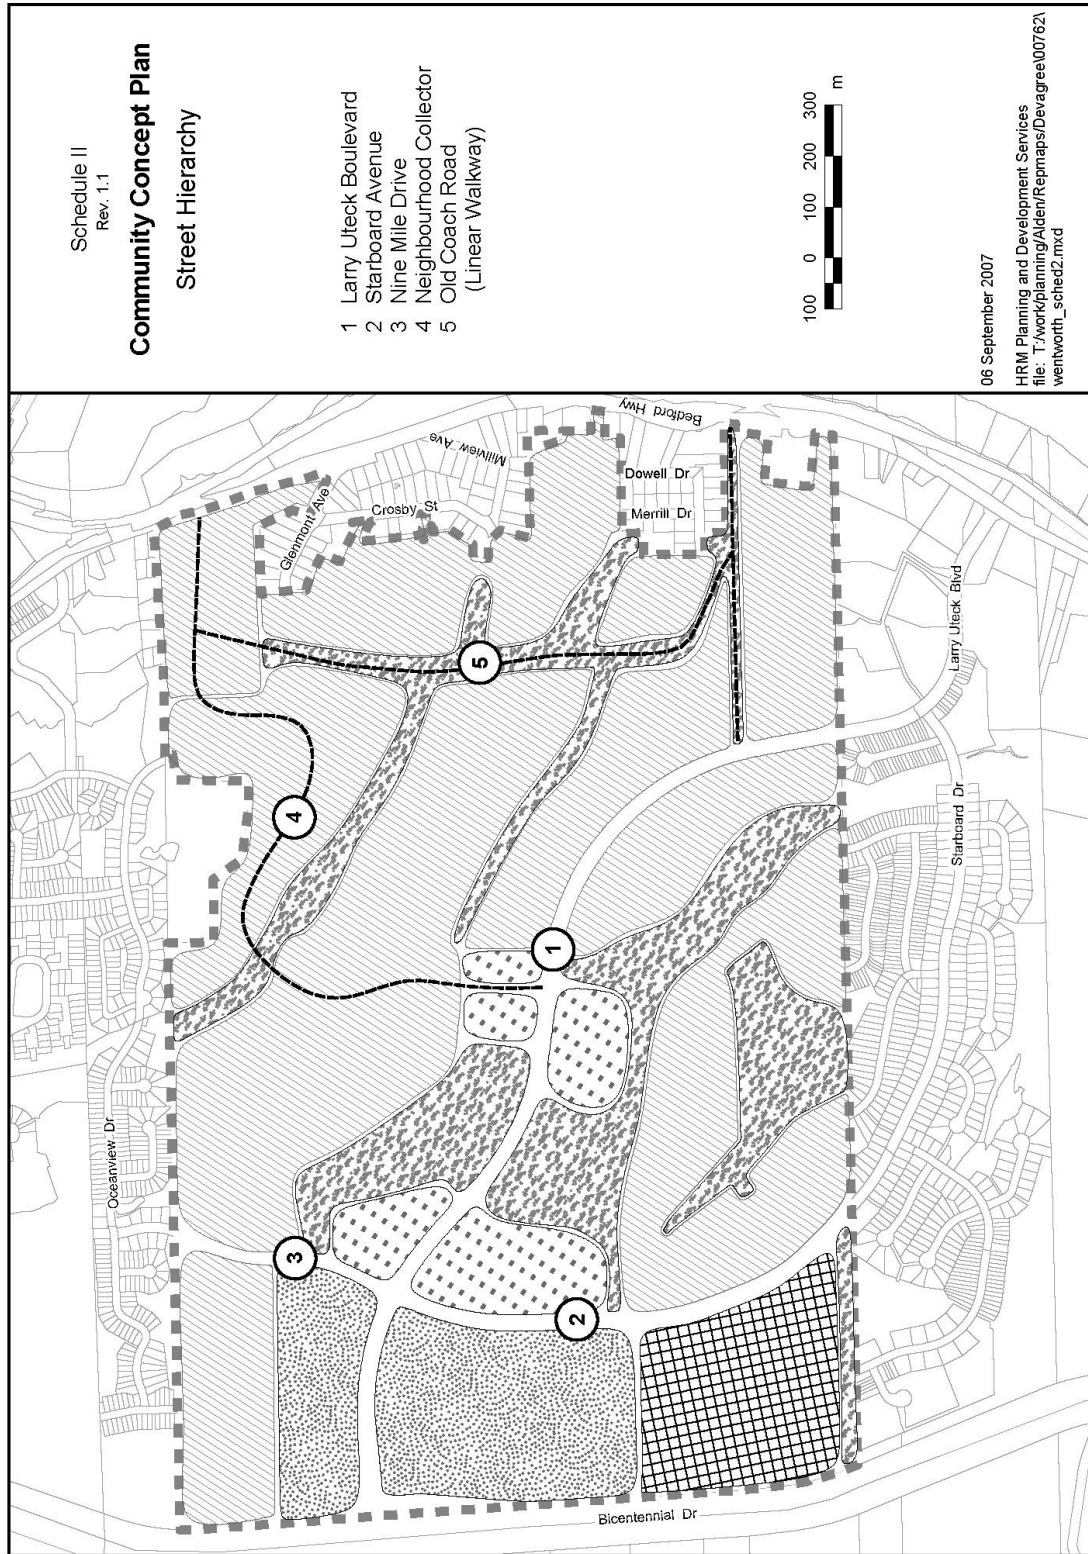 Schedule II
Rev. 1.1
Community Concept Plan
Street Hierarchy
1 Larry Uteck Boulevard
2 Starboard Avenue
3 Nine Mile Drive
4 Neighbourhood Collector
5 Old Coach Road
(Linear Walkway)
100 0 100 200 300
m
06 September 2007
HRM Planning and Development Services
file: T:/work/planning/Alden/Repmaps/Devagree\00762\
wentworth_sched2.mxd
Bedford Hwy
Millview Ave
Glenmont Ave
Crosby St
Dowell Dr
Merrill Dr
Larry Uteck Blvd
Starboard Dr
Oceanview Dr
Bicentennial Dr
5
4
1
3
2